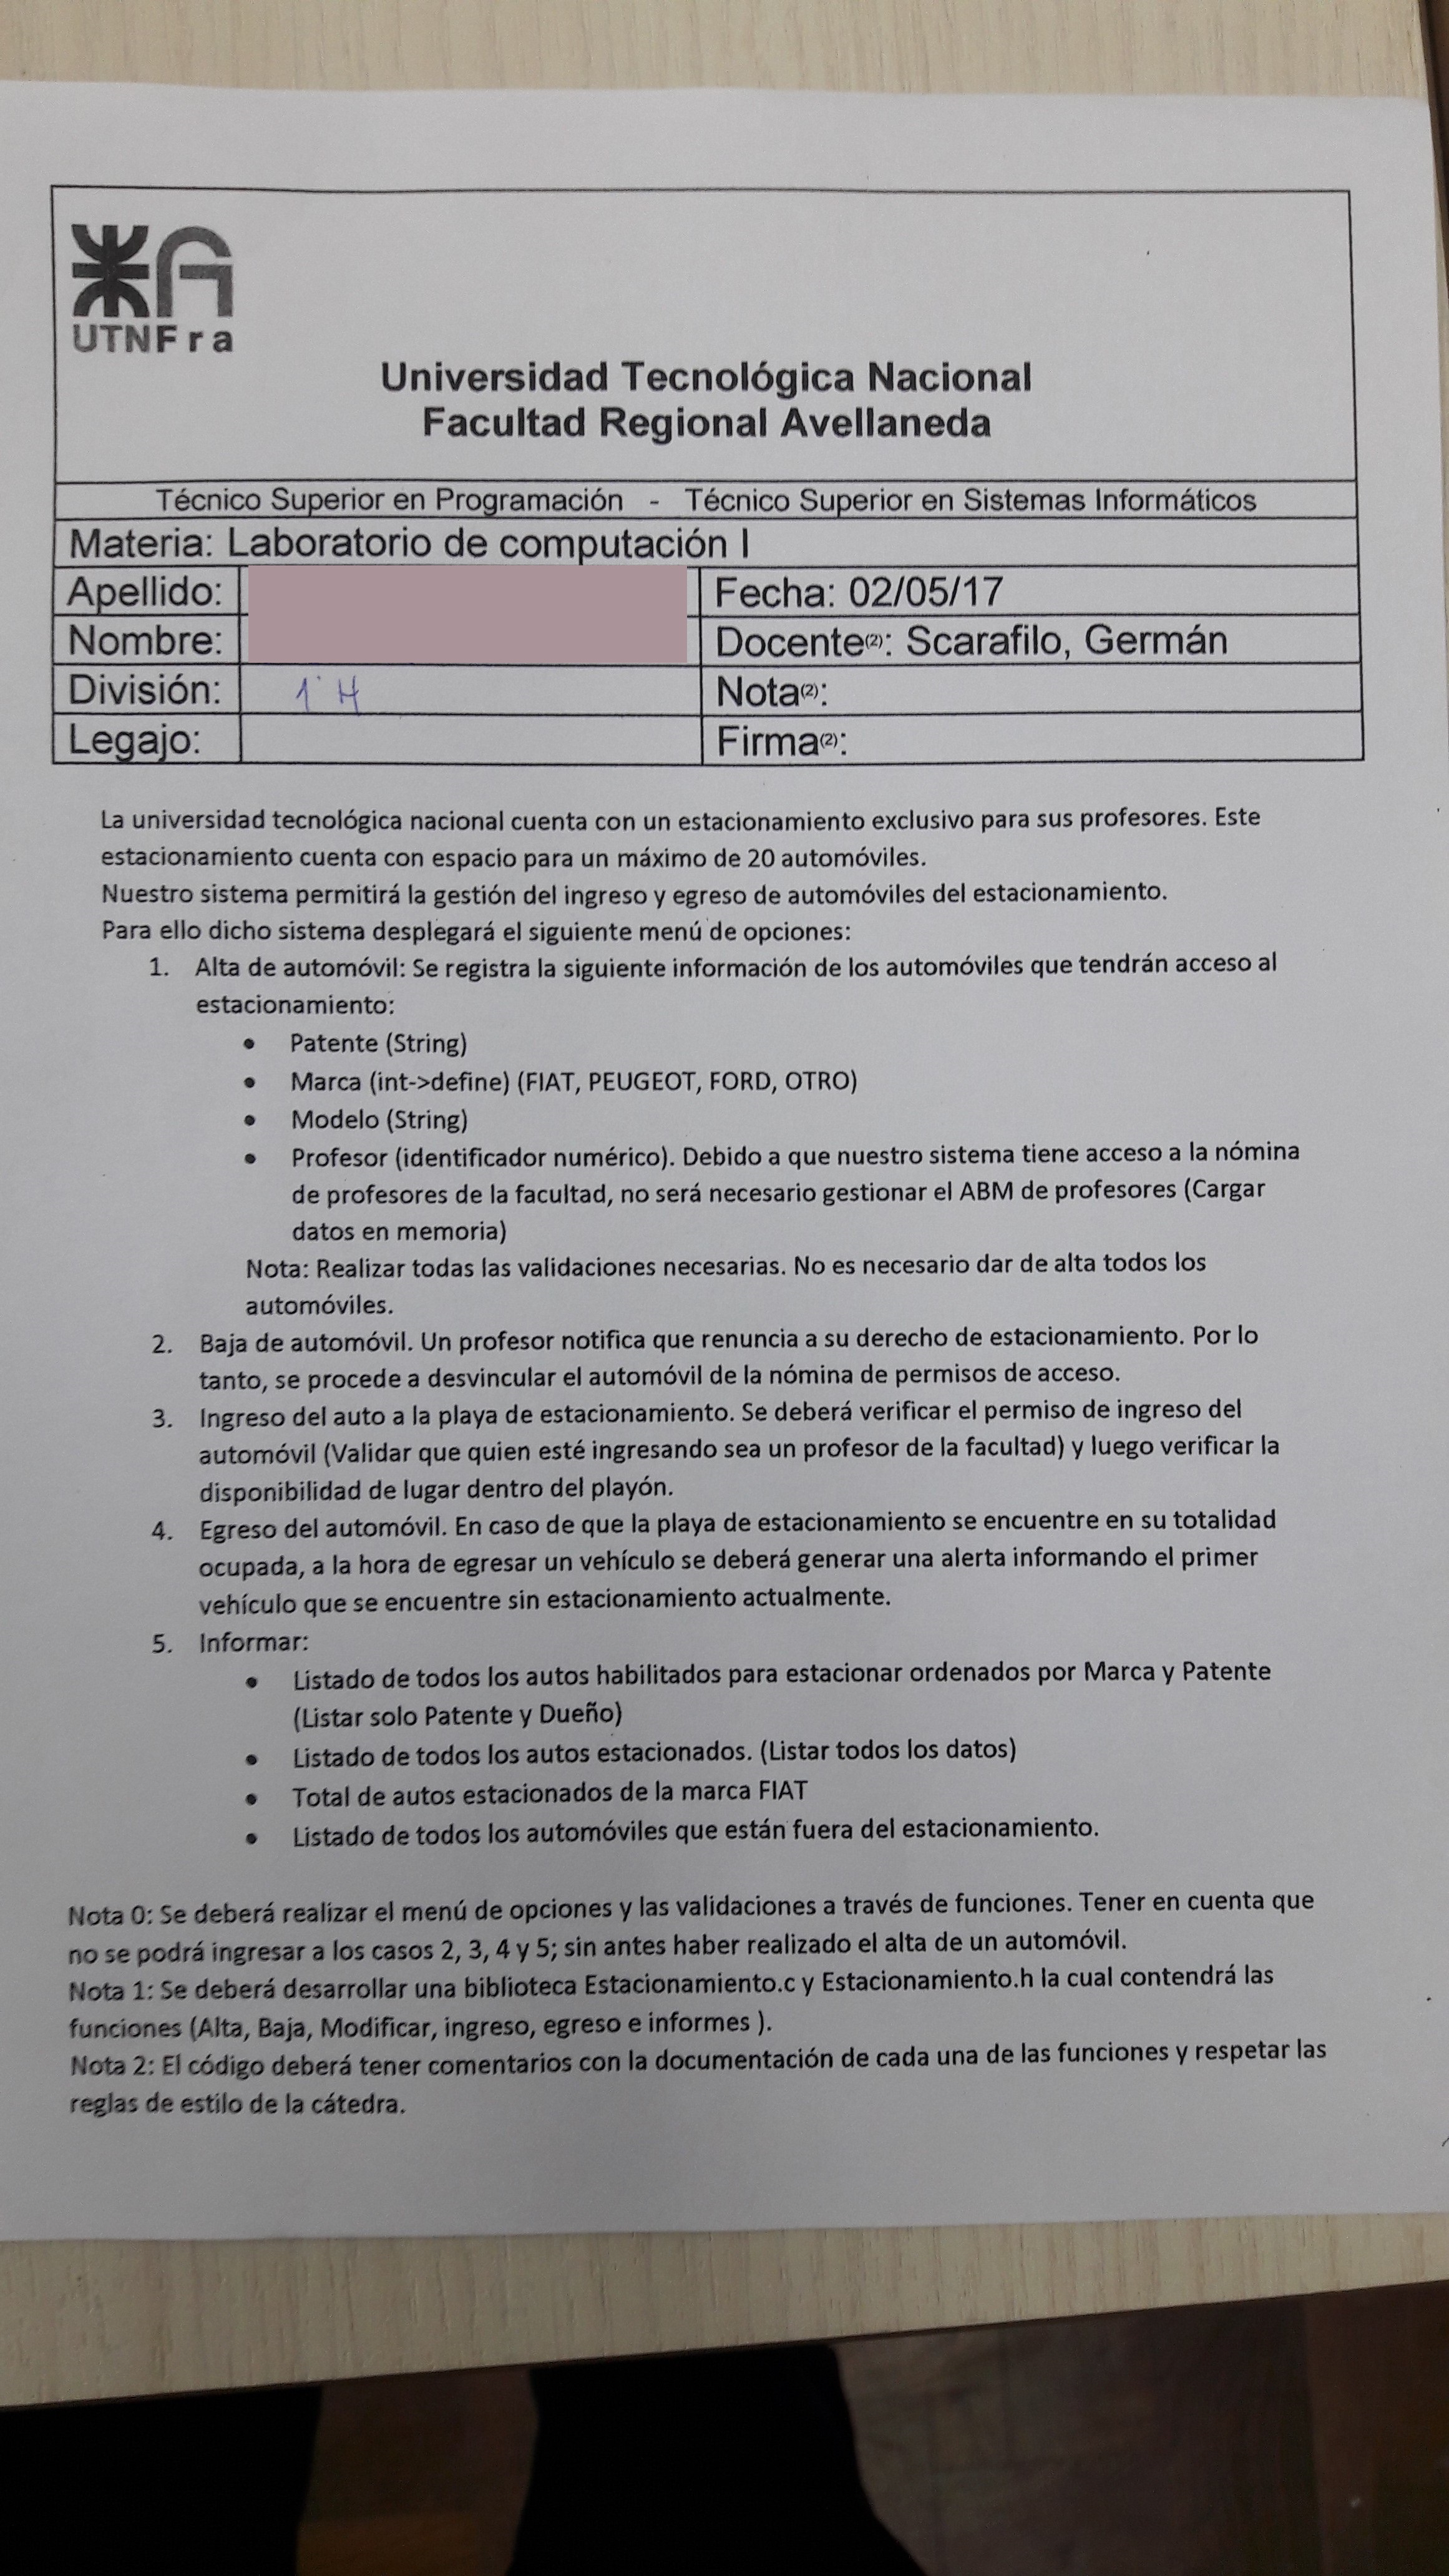 UTNFra
Universidad Tecnológica Nacional
Facultad Regional Avellaneda
Técnico Superior en Programación - Técnico Superior en Sistemas Informáticos
Materia: Laboratorio de computación I
Apellido:
Fecha: 02/05/17
Nombre:
Docente(2): Scarafilo, Germán
División: 1° H
Nota(2):
Legajo:
Firma(2):
La universidad tecnológica nacional cuenta con un estacionamiento exclusivo para sus profesores. Este
estacionamiento cuenta con espacio para un máximo de 20 automóviles.
Nuestro sistema permitirá la gestión del ingreso y egreso de automóviles del estacionamiento.
Para ello dicho sistema desplegará el siguiente menú de opciones:
1. Alta de automóvil: Se registra la siguiente información de los automóviles que tendrán acceso al
estacionamiento:
• Patente (String)
• Marca (int->define) (FIAT, PEUGEOT, FORD, OTRO)
• Modelo (String)
• Profesor (identificador numérico). Debido a que nuestro sistema tiene acceso a la nómina
de profesores de la facultad, no será necesario gestionar el ABM de profesores (Cargar
datos en memoria)
Nota: Realizar todas las validaciones necesarias. No es necesario dar de alta todos los
automóviles.
2. Baja de automóvil. Un profesor notifica que renuncia a su derecho de estacionamiento. Por lo
tanto, se procede a desvincular el automóvil de la nómina de permisos de acceso.
3. Ingreso del auto a la playa de estacionamiento. Se deberá verificar el permiso de ingreso del
automóvil (Validar que quien esté ingresando sea un profesor de la facultad) y luego verificar la
disponibilidad de lugar dentro del playón.
4. Egreso del automóvil. En caso de que la playa de estacionamiento se encuentre en su totalidad
ocupada, a la hora de egresar un vehículo se deberá generar una alerta informando el primer
vehículo que se encuentre sin estacionamiento actualmente.
5. Informar:
• Listado de todos los autos habilitados para estacionar ordenados por Marca y Patente
(Listar solo Patente y Dueño)
• Listado de todos los autos estacionados. (Listar todos los datos)
• Total de autos estacionados de la marca FIAT
• Listado de todos los automóviles que están fuera del estacionamiento.
Nota 0: Se deberá realizar el menú de opciones y las validaciones a través de funciones. Tener en cuenta que
no se podrá ingresar a los casos 2, 3, 4 y 5; sin antes haber realizado el alta de un automóvil.
Nota 1: Se deberá desarrollar una biblioteca Estacionamiento.c y Estacionamiento.h la cual contendrá las
funciones (Alta, Baja, Modificar, ingreso, egreso e informes ).
Nota 2: El código deberá tener comentarios con la documentación de cada una de las funciones y respetar las
reglas de estilo de la cátedra.